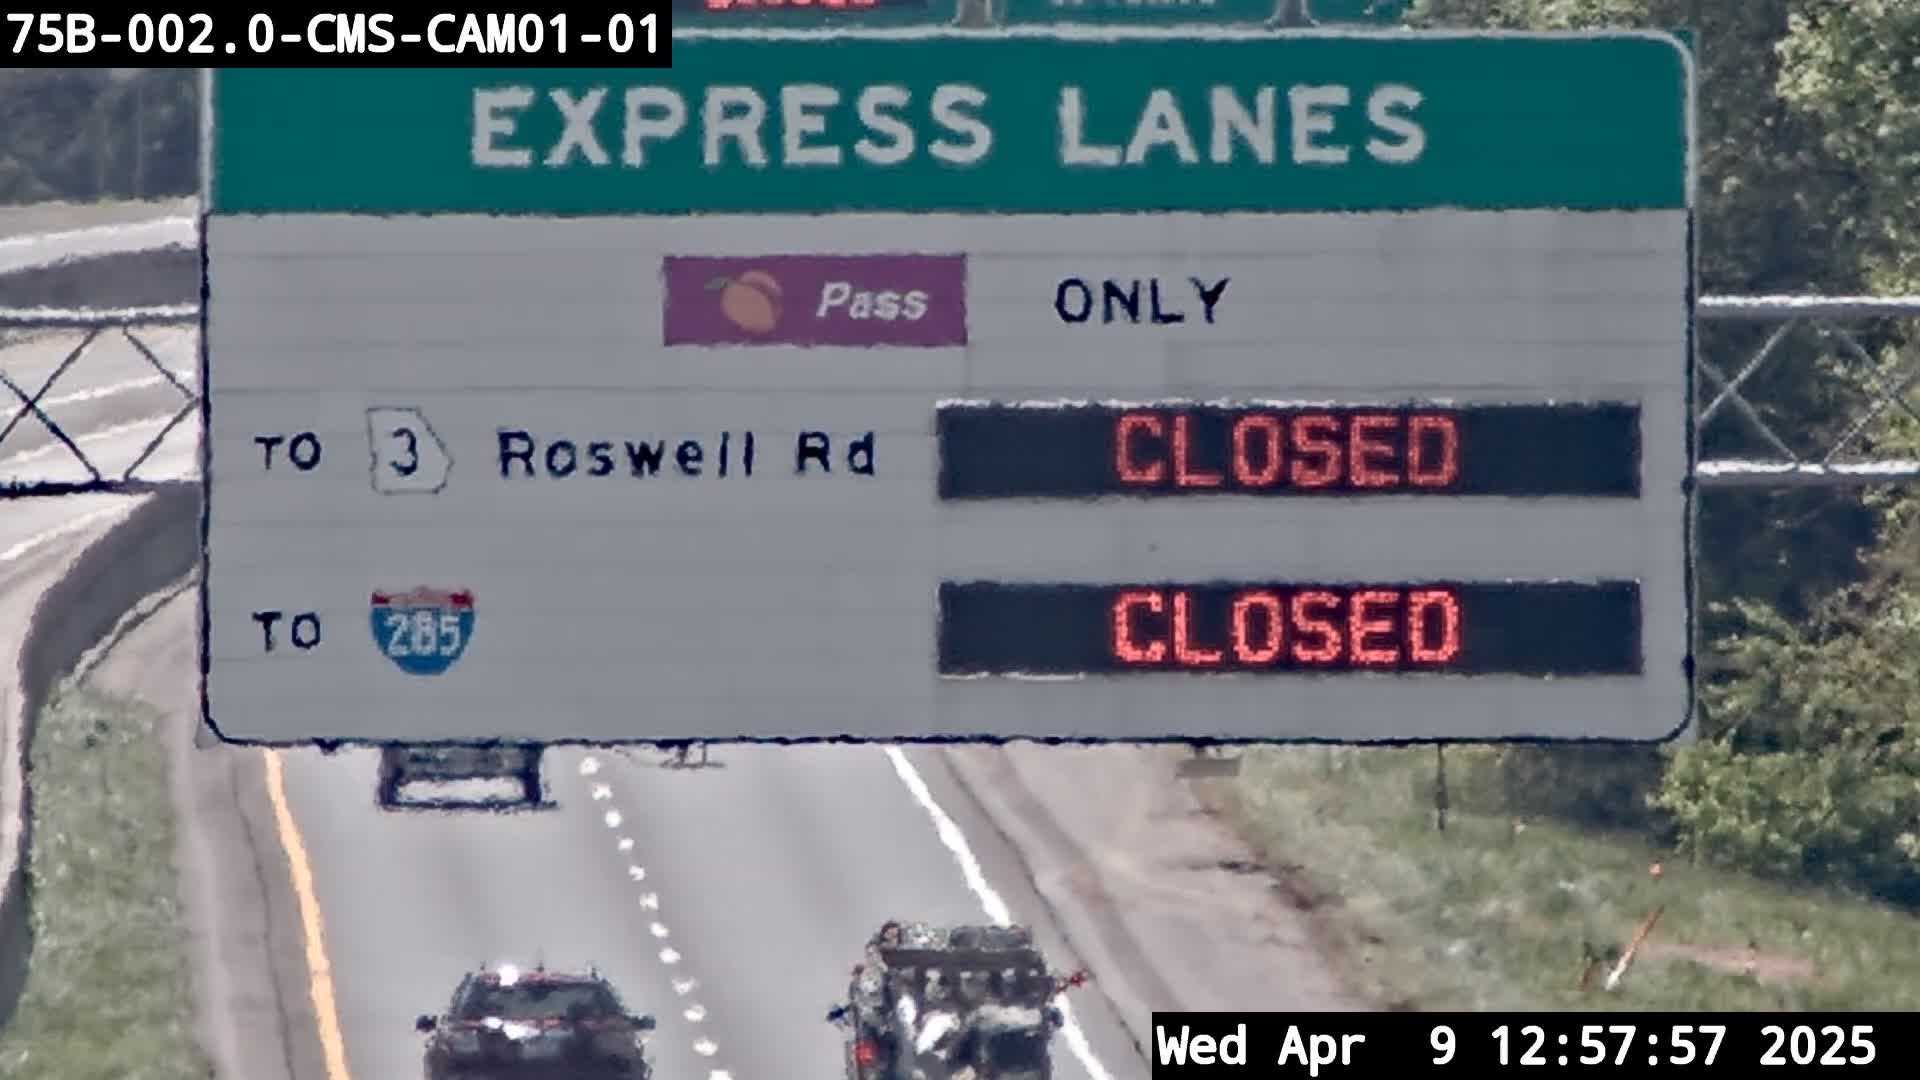 75B-002.0-CMS-CAM01-01
EXPRESS LANES
Pass ONLY
TO 3 Roswell Rd CLOSED
TO 285 CLOSED
Wed Apr 9 12:57:57 2025